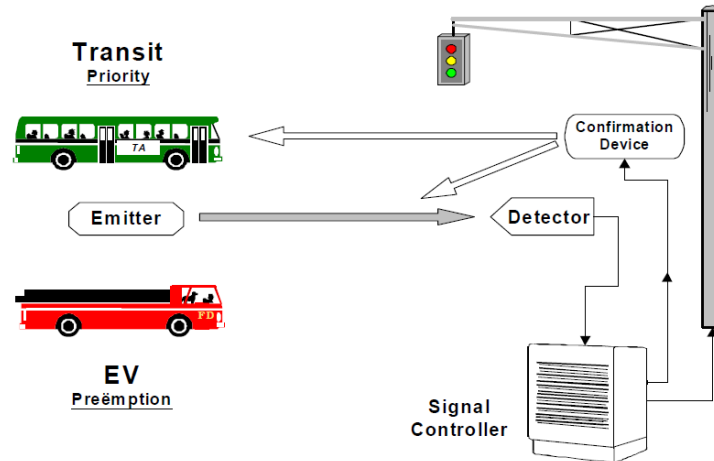 Transit
Priority
TA
Confirmation
Device
Emitter
Detector
FD
EV
Preëmption
Signal
Controller